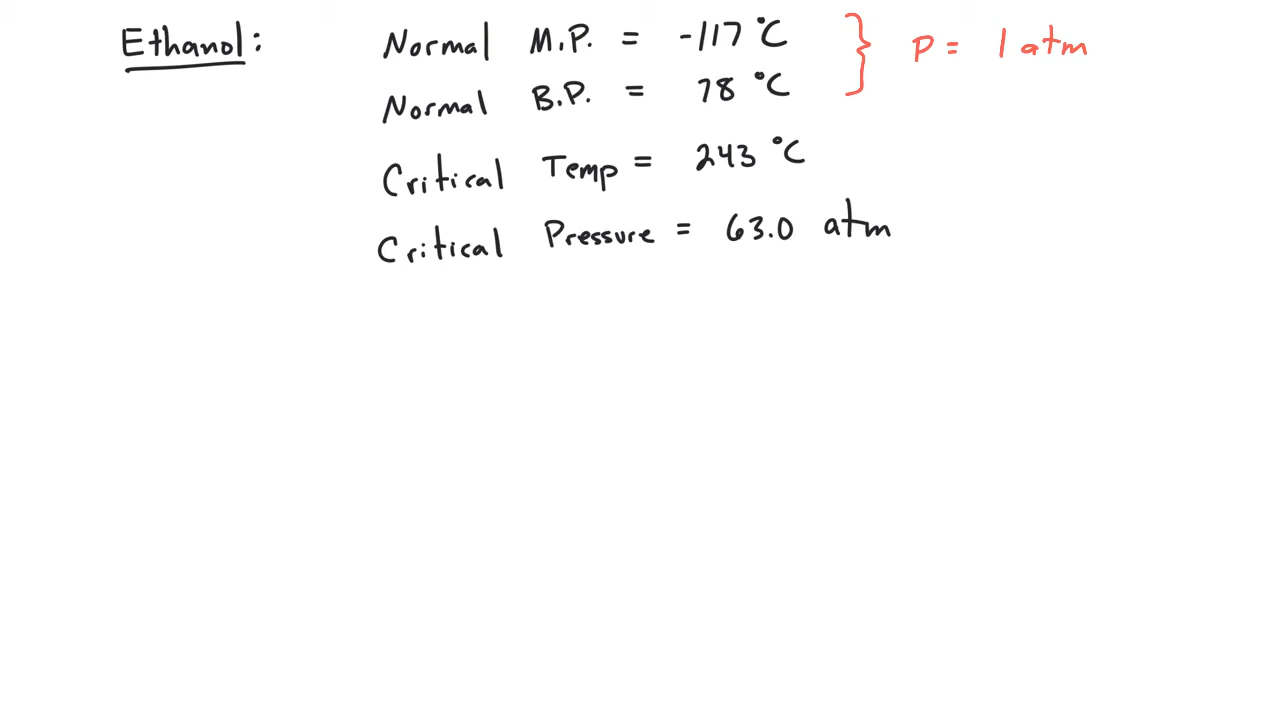 Ethanol: Normal M.P. = -117 °C } P = 1 atm
Normal B.P. = 78 °C
Critical Temp = 243 °C
Critical Pressure = 63.0 atm